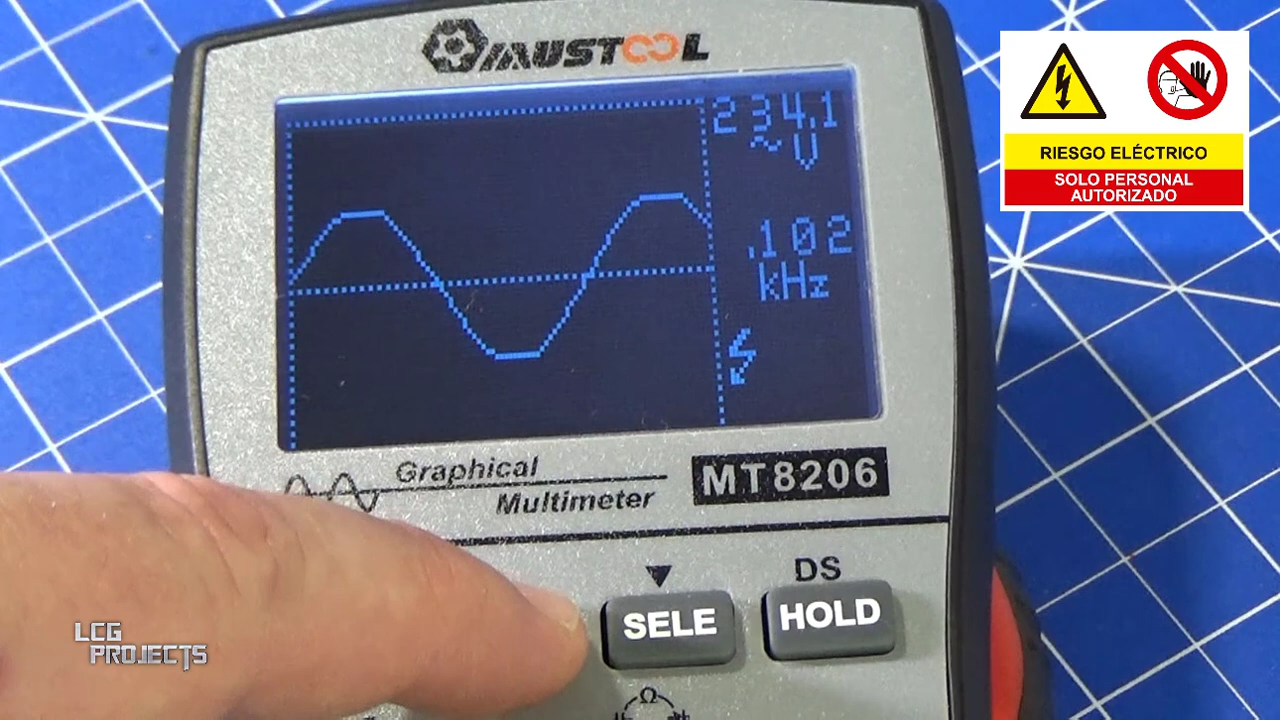 MUSTOOL
234.1
~ V
.102
kHz
RIESGO ELÉCTRICO
SOLO PERSONAL
AUTORIZADO
Graphical
Multimeter
MT8206
DS
SELE
HOLD
Ω
LCG
PROJECTS